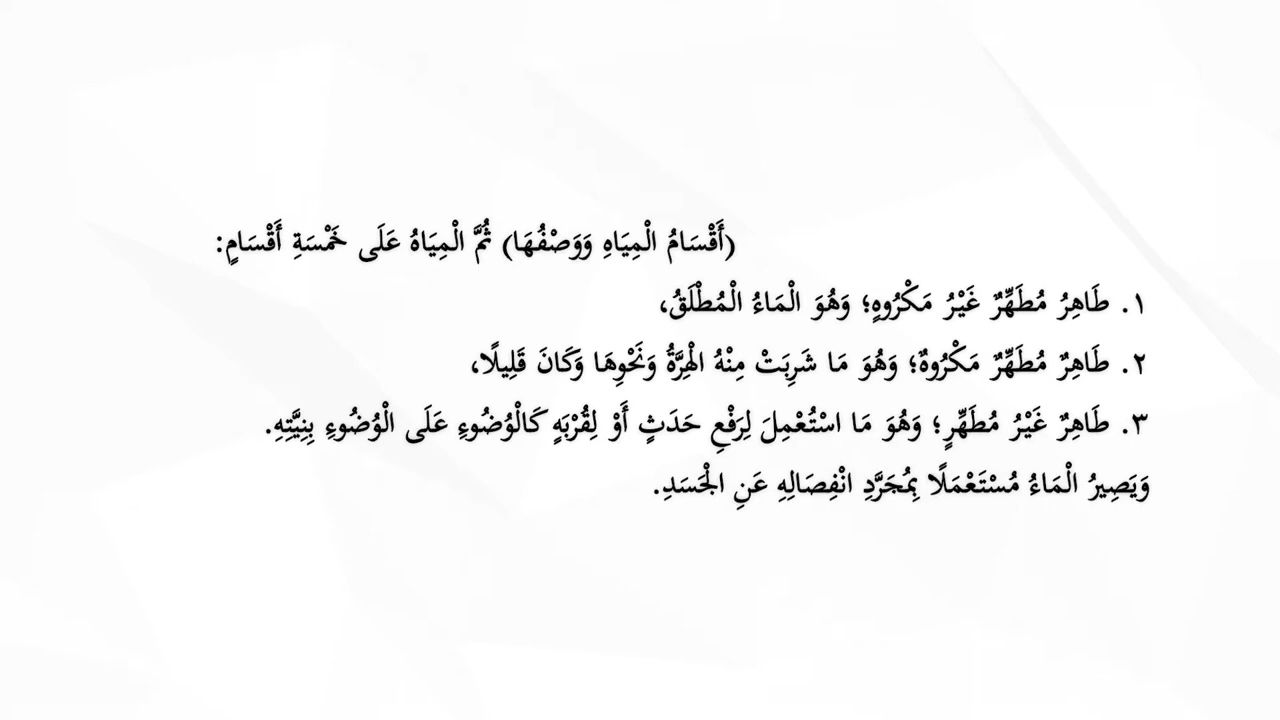 (أَقْسَامُ الْمِيَاهِ وَوَصْفُهَا) ثُمَّ الْمِيَاهُ عَلَى خَمْسَةِ أَقْسَامٍ:
١. طَاهِرُ مُطَهِّرٌ غَيْرُ مَكْرُوهٍ؛ وَهُوَ الْمَاءُ الْمُطْلَقُ،
٢. طَاهِرٌ مُطَهِّرٌ مَكْرُوهٌ؛ وَهُوَ مَا شَرِبَتْ مِنْهُ الْهِرَّةُ وَنَحْوِهَا وَكَانَ قَلِيلًا،
٣. طَاهِرٌ غَيْرُ مُطَهِّرٍ؛ وَهُوَ مَا اسْتُعْمِلَ لِرَفْعِ حَدَثٍ أَوْ لِقُرْبَهٍ كَالْوُضُوءِ عَلَى الْوُضُوءِ بِنِيَّتِهِ.
وَيَصِيرُ الْمَاءُ مُسْتَعْمَلًا بِمُجَرَّدِ انْفِصَالِهِ عَنِ الْجَسَدِ.